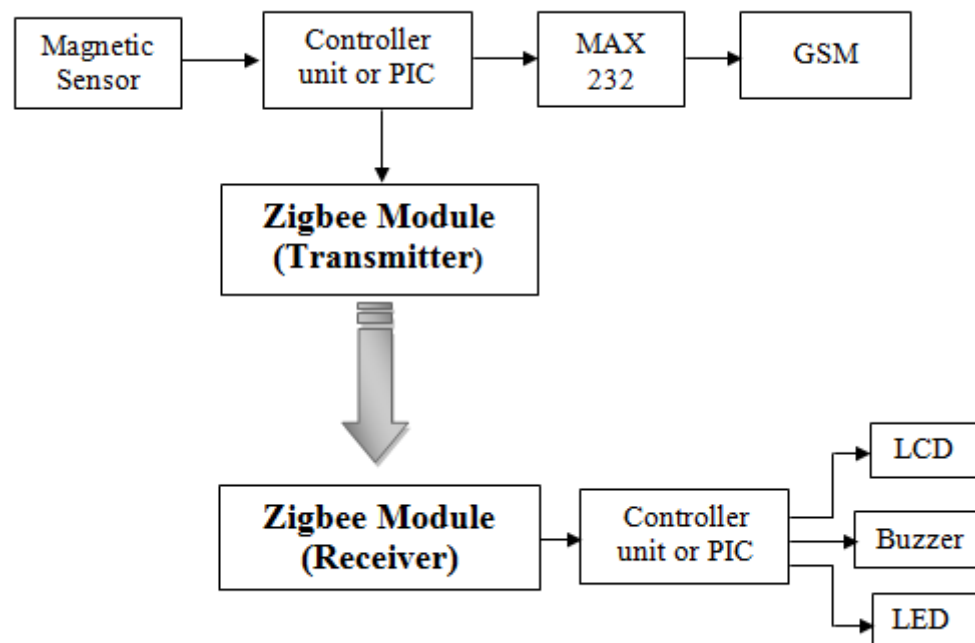 Magnetic
Sensor
Controller
unit or PIC
MAX
232
GSM
Zigbee Module
(Transmitter)
Zigbee Module
(Receiver)
Controller
unit or PIC
LCD
Buzzer
LED